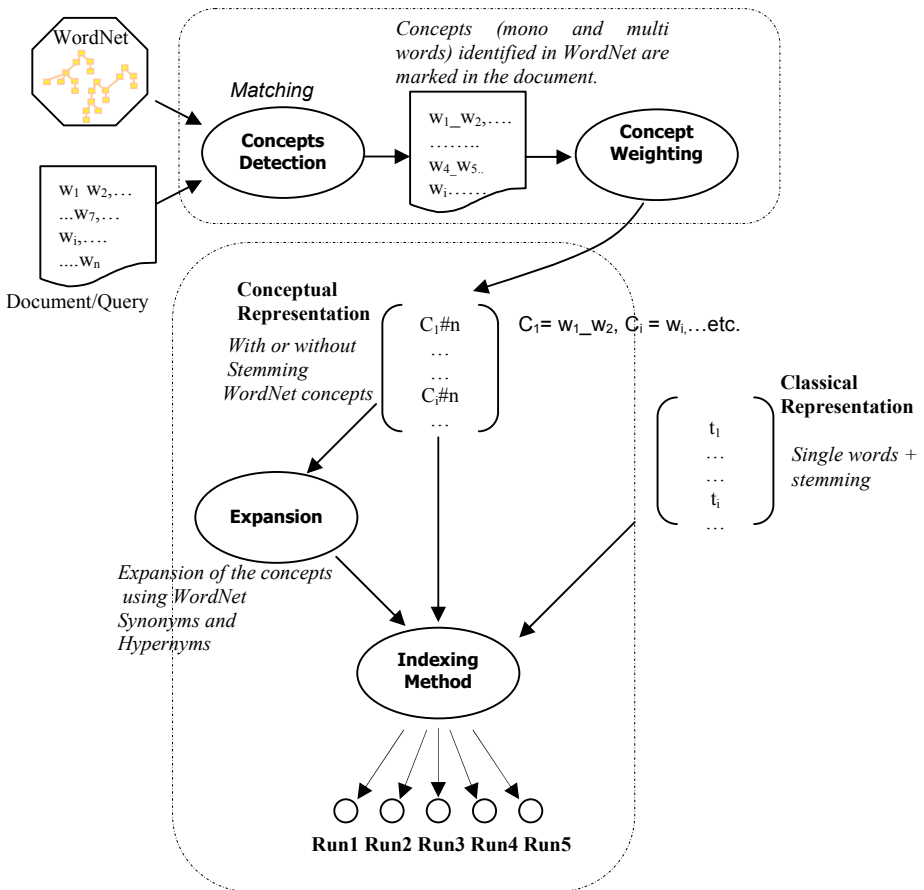 WordNet
Concepts (mono and multi
words) identified in WordNet are
marked in the document.
Matching
Concepts
Detection
w1_w2,….
……..
w4_w5..
wi……
Concept
Weighting
w1 w2,…
...w7,…
wi,….
....wn
Document/Query
Conceptual
Representation
With or without
Stemming
WordNet concepts
C1#n
…
…
Ci#n
…
C1= w1_w2, Ci = wi,…etc.
Classical
Representation
t1
…
…
ti
…
Single words +
stemming
Expansion
Expansion of the concepts
using WordNet
Synonyms and
Hypernyms
Indexing
Method
Run1 Run2 Run3 Run4 Run5